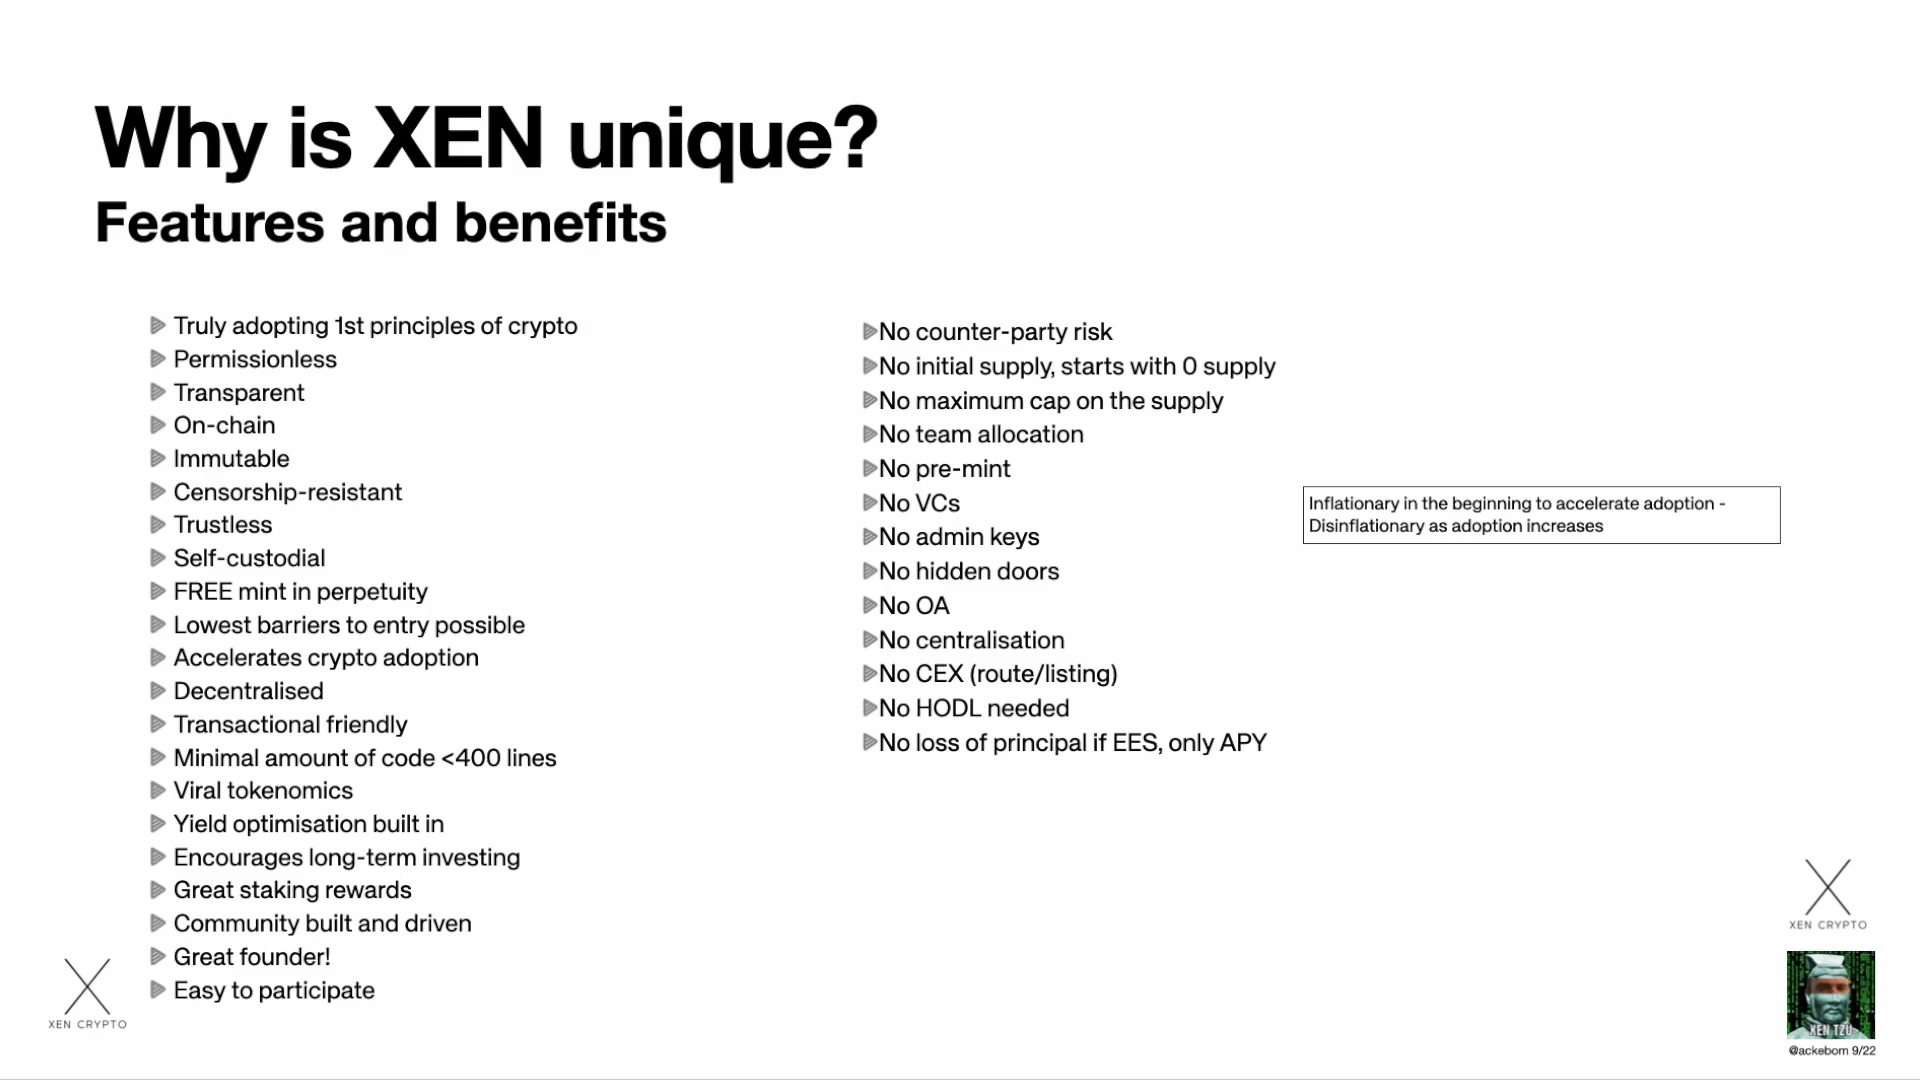 Why is XEN unique?
Features and benefits
Truly adopting 1st principles of crypto
Permissionless
Transparent
On-chain
Immutable
Censorship-resistant
Trustless
Self-custodial
FREE mint in perpetuity
Lowest barriers to entry possible
Accelerates crypto adoption
Decentralised
Transactional friendly
Minimal amount of code <400 lines
Viral tokenomics
Yield optimisation built in
Encourages long-term investing
Great staking rewards
Community built and driven
Great founder!
Easy to participate
No counter-party risk
No initial supply, starts with 0 supply
No maximum cap on the supply
No team allocation
No pre-mint
No VCs
No admin keys
No hidden doors
No OA
No centralisation
No CEX (route/listing)
No HODL needed
No loss of principal if EES, only APY
Inflationary in the beginning to accelerate adoption -
Disinflationary as adoption increases
XEN CRYPTO
XEN CRYPTO
XEN TZU
@ackebom 9/22